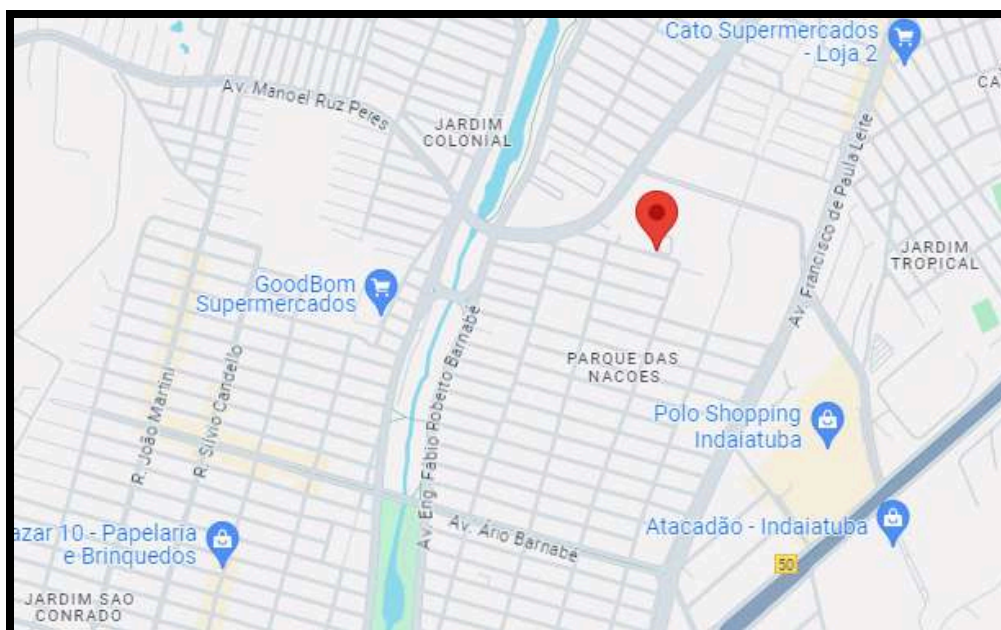 Cato Supermercados
- Loja 2
CA
Av. Manoel Ruz Peres
JARDIM
COLONIAL
Av. Francisco de Paula Leite
JARDIM
TROPICAL
GoodBom
Supermercados
Av. Eng. Fábio Roberto Barnabé
PARQUE DAS
NACOES
R. João Martini
R. Silvio Candello
Polo Shopping
Indaiatuba
Av. Ário Barnabé
Atacadão - Indaiatuba
azar 10 - Papelaria
e Brinquedos
50
JARDIM SAO
CONRADO